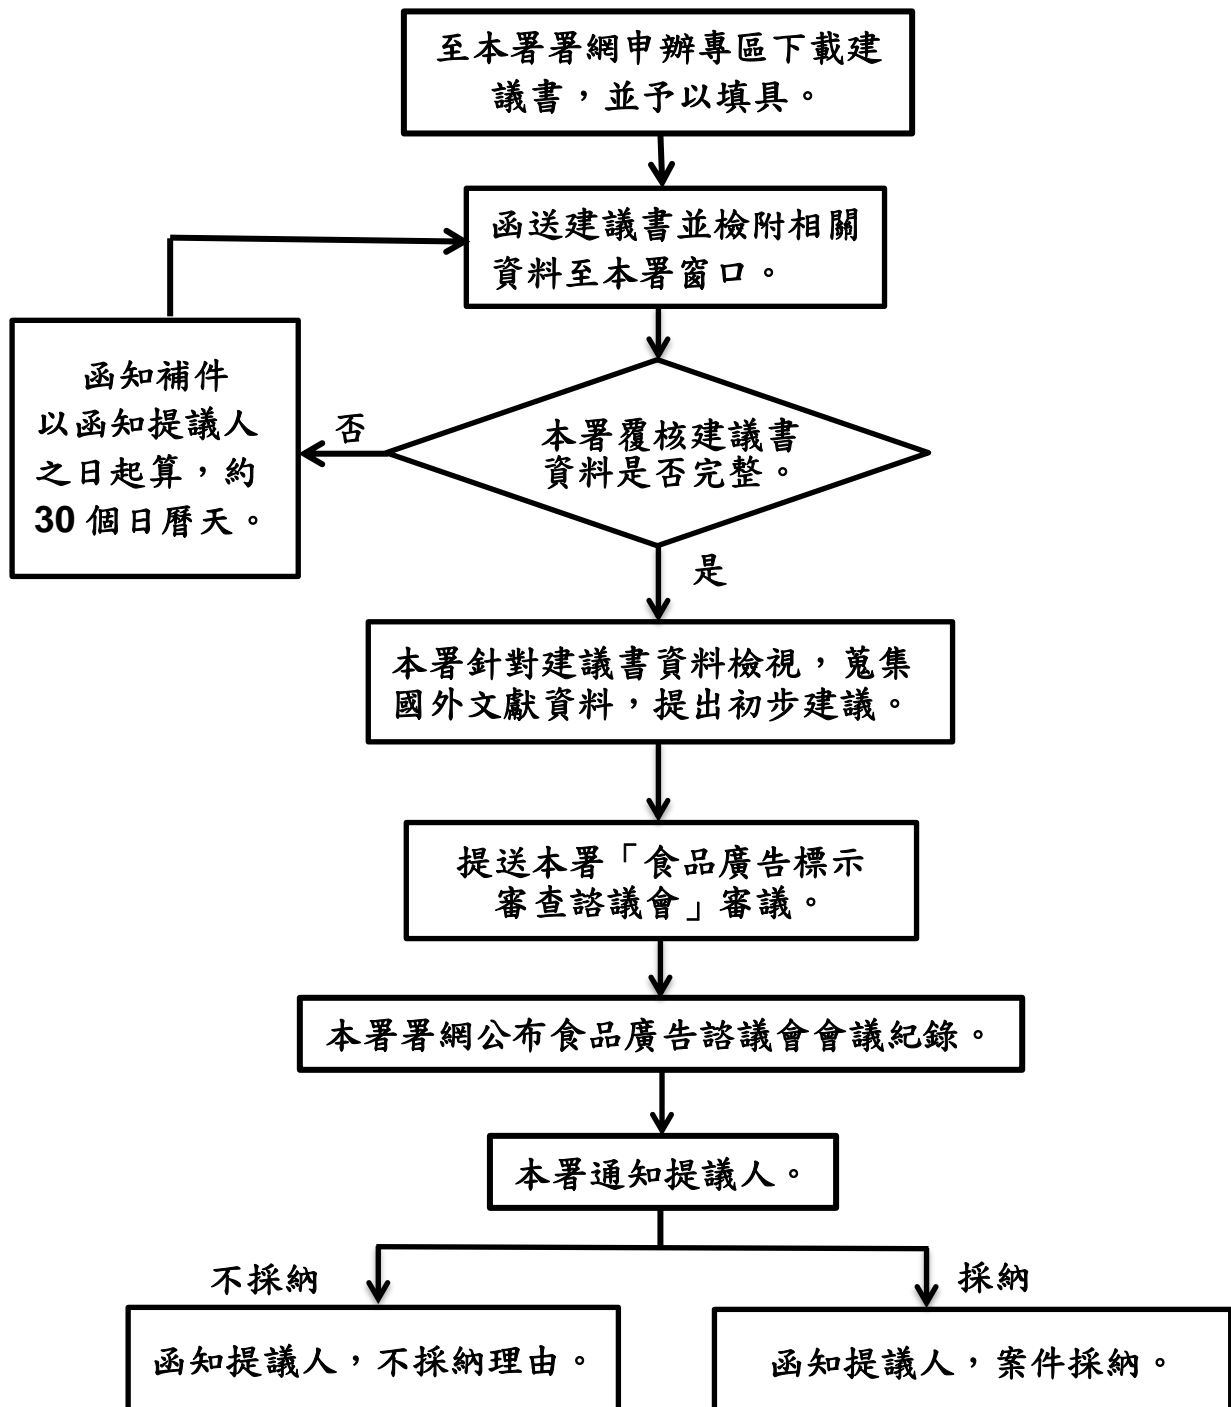 至本署署網申辦專區下載建
議書，並予以填具。
函送建議書並檢附相關
資料至本署窗口。
函知補件
以函知提議人
之日起算，約
30 個日曆天。
否
本署覆核建議書
資料是否完整。
是
本署針對建議書資料檢視，蒐集
國外文獻資料，提出初步建議。
提送本署「食品廣告標示
審查諮議會」審議。
本署署網公布食品廣告諮議會會議紀錄。
本署通知提議人。
不採納
採納
函知提議人，不採納理由。
函知提議人，案件採納。